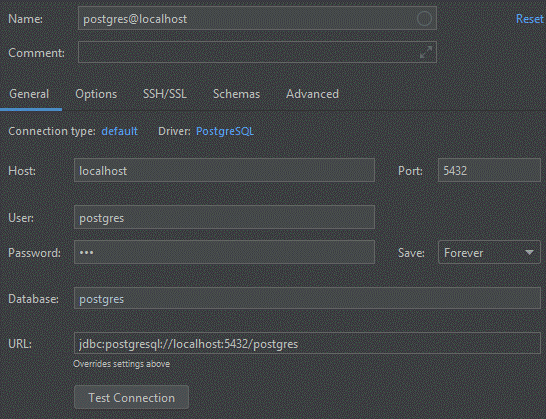 Name: postgres@localhost Reset
Comment:
General Options SSH/SSL Schemas Advanced
Connection type: default Driver: PostgreSQL
Host: localhost Port: 5432
User: postgres
Password: ••• Save: Forever
Database: postgres
URL: jdbc:postgresql://localhost:5432/postgres
Overrides settings above
Test Connection